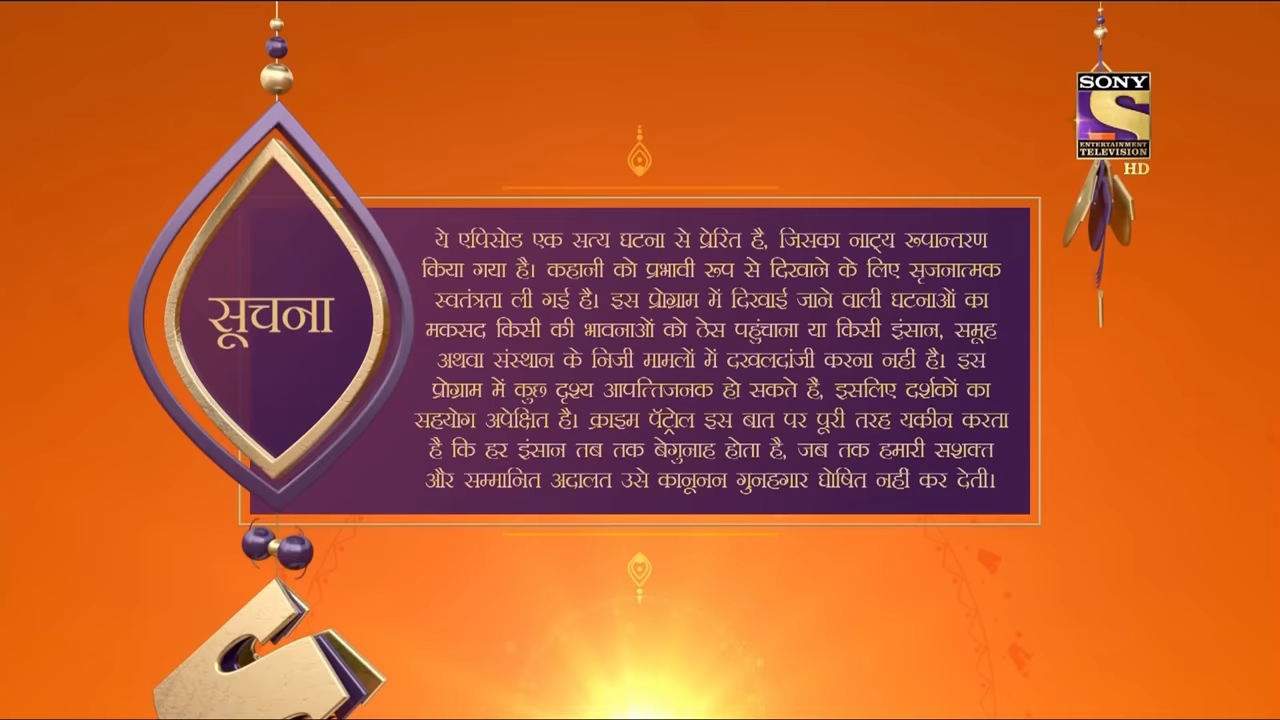 SONY
ENTERTAINMENT
TELEVISION
HD
सूचना
ये एपिसोड एक सत्य घटना से प्रेरित है, जिसका नाट्य रूपान्तरण
किया गया है। कहानी को प्रभावी रूप से दिखाने के लिए सृजनात्मक
स्वतंत्रता ली गई है। इस प्रोग्राम में दिखाई जाने वाली घटनाओं का
मकसद किसी की भावनाओं को ठेस पहुंचाना या किसी इंसान, समूह
अथवा संस्थान के निजी मामलों में दखलदांजी करना नहीं है। इस
प्रोग्राम में कुछ दृश्य आपत्तिजनक हो सकते हैं, इसलिए दर्शकों का
सहयोग अपेक्षित है। क्राइम पॅट्रोल इस बात पर पूरी तरह यकीन करता
है कि हर इंसान तब तक बेगुनाह होता है, जब तक हमारी सशक्त
और सम्मानित अदालत उसे कानूनन गुनहगार घोषित नहीं कर देती।